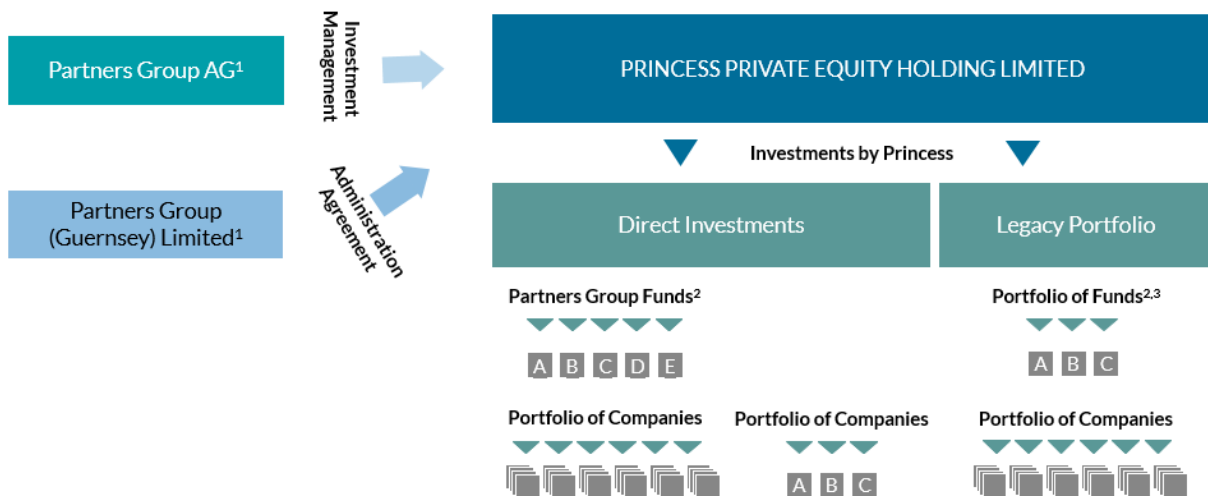 Partners Group AG¹
Investment
Management
PRINCESS PRIVATE EQUITY HOLDING LIMITED
Investments by Princess
Partners Group
(Guernsey) Limited¹
Administration
Agreement
Direct Investments
Legacy Portfolio
Partners Group Funds²
Portfolio of Funds²,³
A B C D E
A B C
Portfolio of Companies
Portfolio of Companies
Portfolio of Companies
A B C